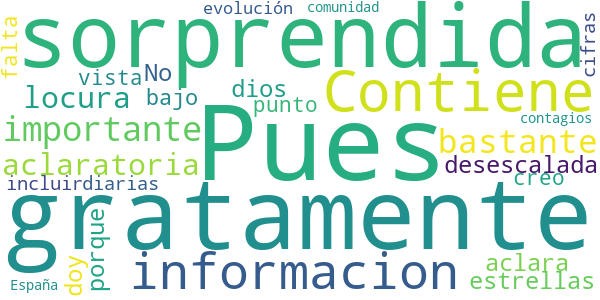 evolución comunidad
sorprendida
falta
cifras
vista No
dios
Contiene
locura bajo
punto
Pues
contagios
importante
bastante
aclaratoria
desescalada
creo
incluirdiarias
gratamente
porque
doy
informacion
aclara
estrellas
España